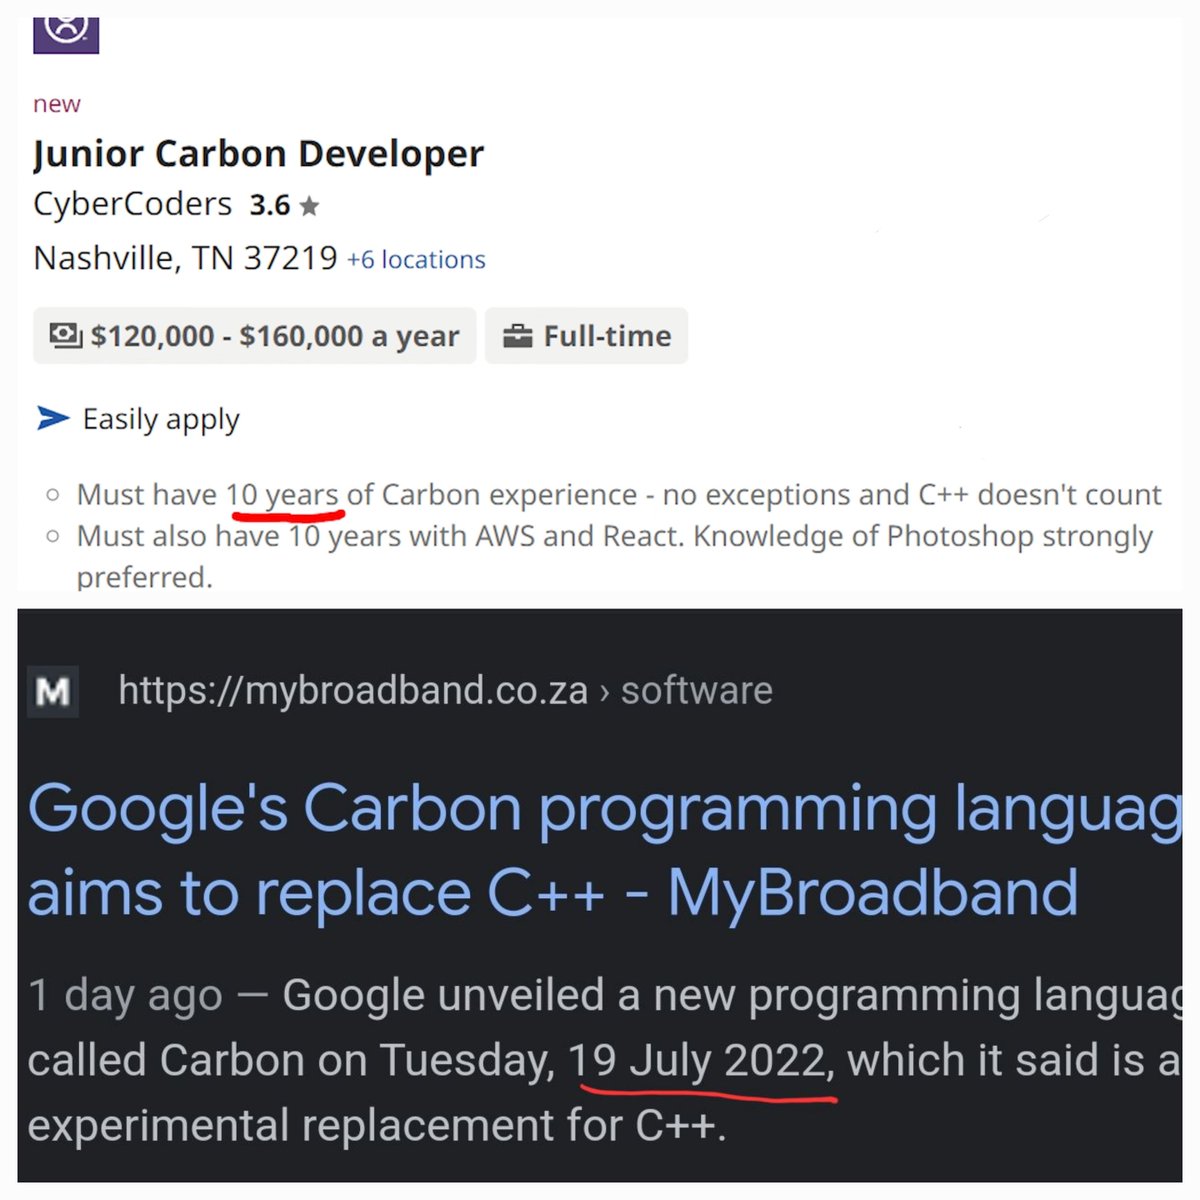 new
Junior Carbon Developer
CyberCoders 3.6
Nashville, TN 37219 +6 locations
$120,000 - $160,000 a year Full-time
Easily apply
Must have 10 years of Carbon experience - no exceptions and C++ doesn't count
Must also have 10 years with AWS and React. Knowledge of Photoshop strongly
preferred.
M https://mybroadband.co.za › software
Google's Carbon programming languag
aims to replace C++ - MyBroadband
1 day ago — Google unveiled a new programming languag
called Carbon on Tuesday, 19 July 2022, which it said is a
experimental replacement for C++.